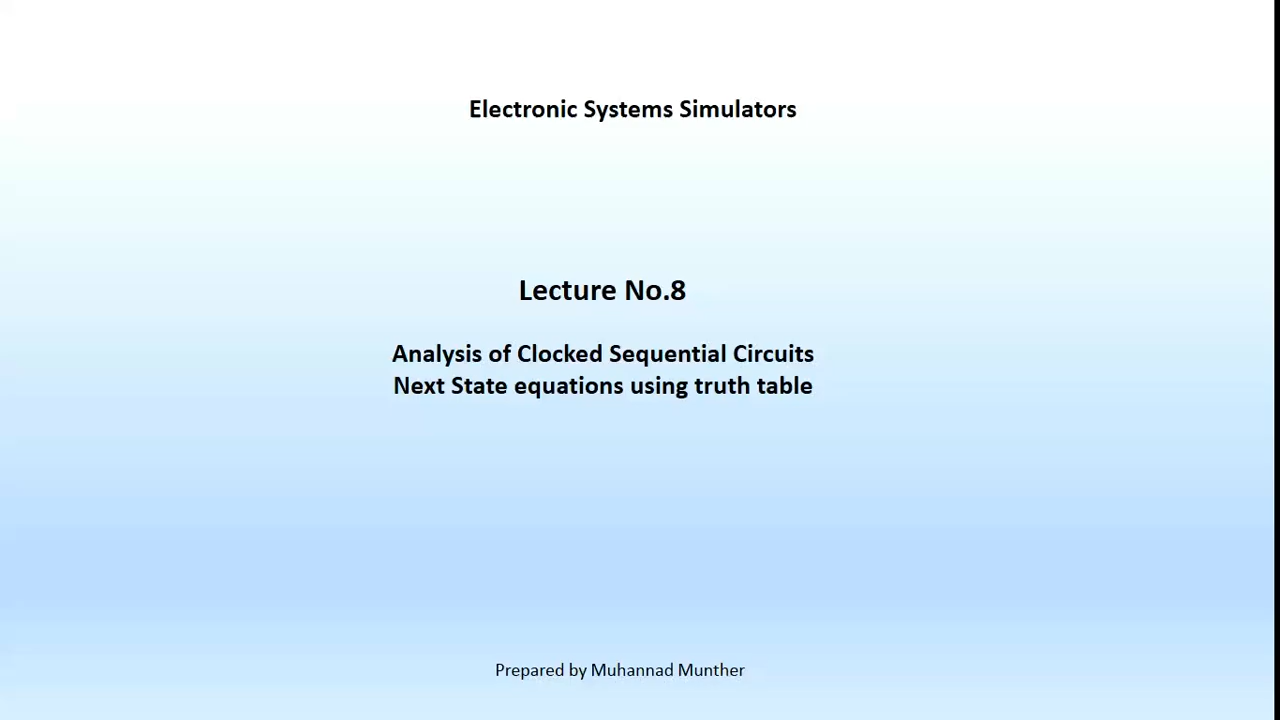 Electronic Systems Simulators
Lecture No.8
Analysis of Clocked Sequential Circuits
Next State equations using truth table
Prepared by Muhannad Munther